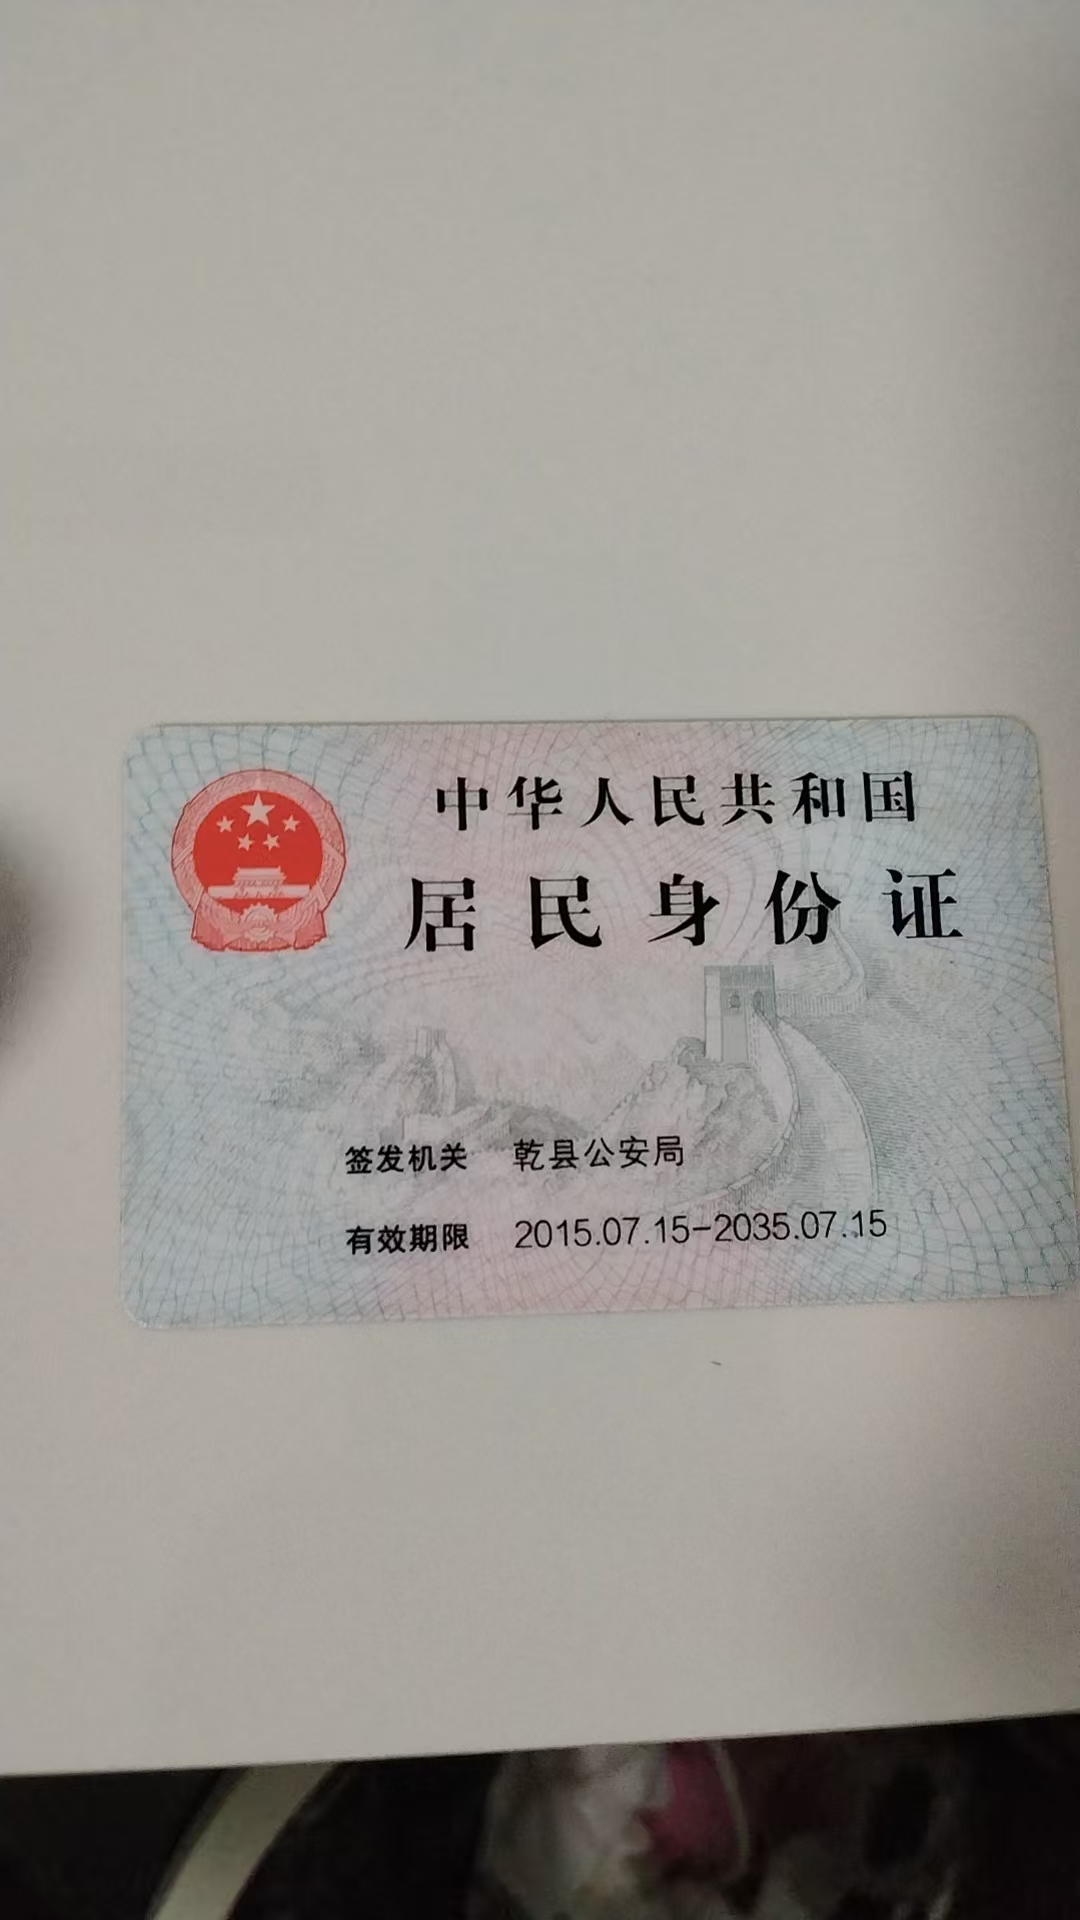 中华人民共和国
居民身份证
签发机关 乾县公安局
有效期限 2015.07.15-2035.07.15